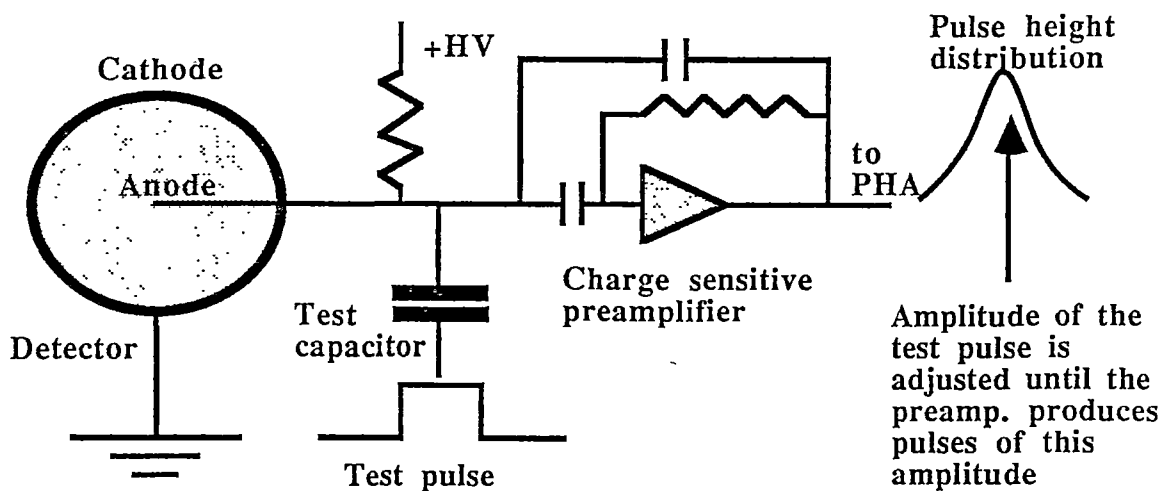 Cathode
Anode
Detector
+HV
Test
capacitor
Test pulse
Charge sensitive
preamplifier
to
PHA
Pulse height
distribution
Amplitude of the
test pulse is
adjusted until the
preamp. produces
pulses of this
amplitude